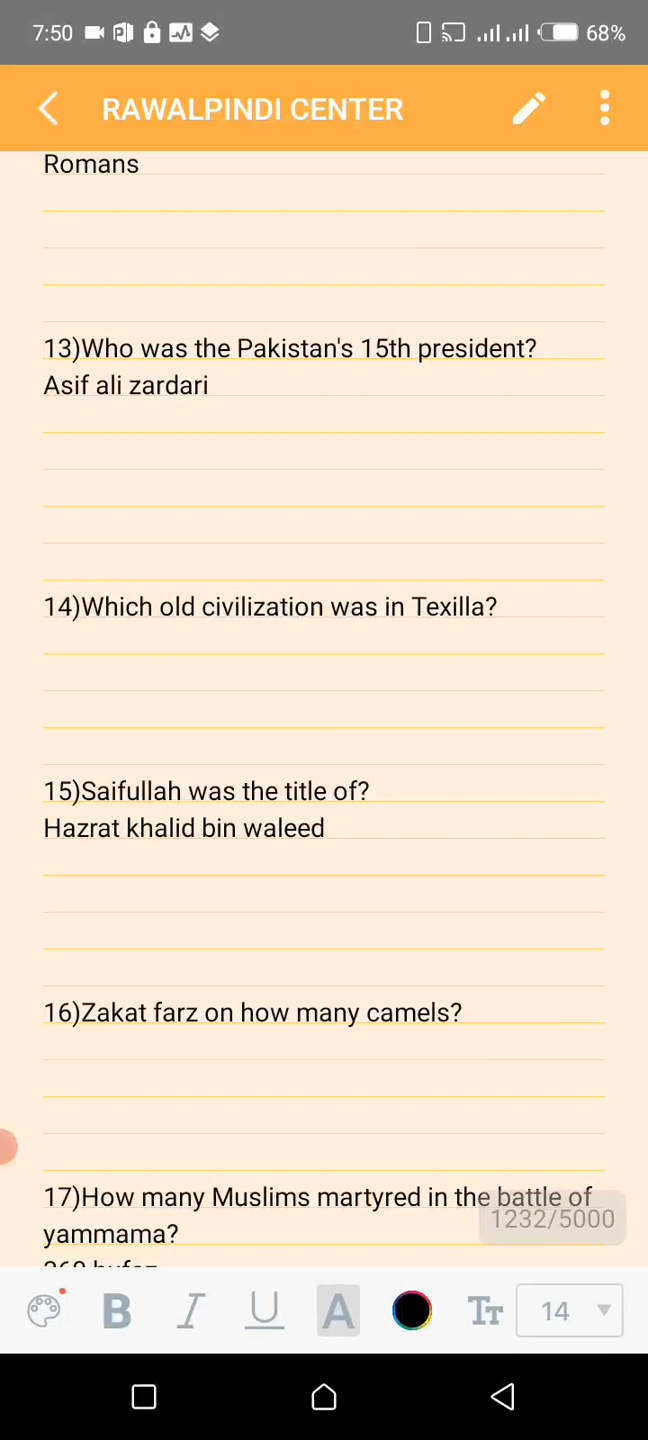 7:50
68%
RAWALPINDI CENTER
Romans
13)Who was the Pakistan's 15th president?
Asif ali zardari
14)Which old civilization was in Texilla?
15)Saifullah was the title of?
Hazrat khalid bin waleed
16)Zakat farz on how many camels?
17)How many Muslims martyred in the battle of
yammama?
1232/5000
B I U A Tт 14